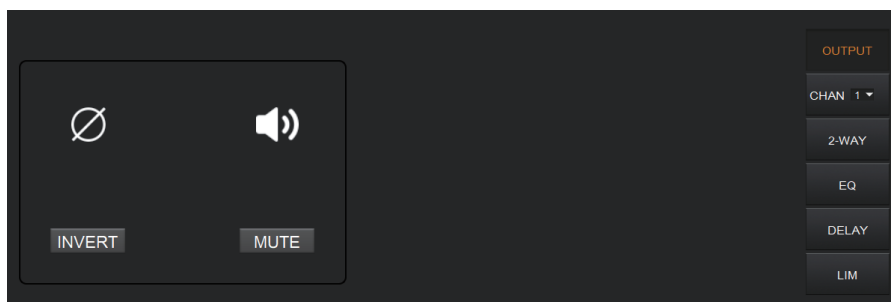 INVERT
MUTE
OUTPUT
CHAN 1
2-WAY
EQ
DELAY
LIM